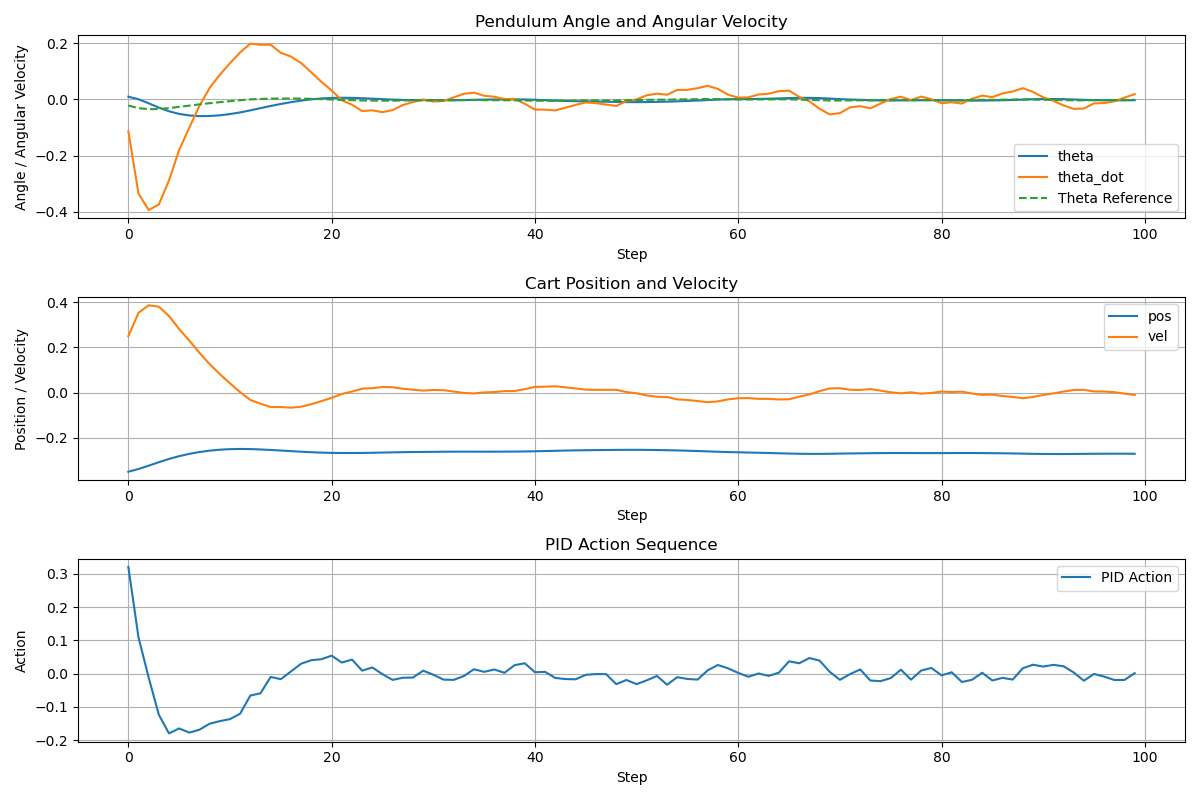 Pendulum Angle and Angular Velocity
Angle / Angular Velocity
0.2
0.0
−0.2
−0.4
theta
theta_dot
Theta Reference
0 20 40 60 80 100
Step
Cart Position and Velocity
Position / Velocity
0.4
0.2
0.0
−0.2
pos
vel
0 20 40 60 80 100
Step
PID Action Sequence
Action
0.3
0.2
0.1
0.0
−0.1
−0.2
PID Action
0 20 40 60 80 100
Step